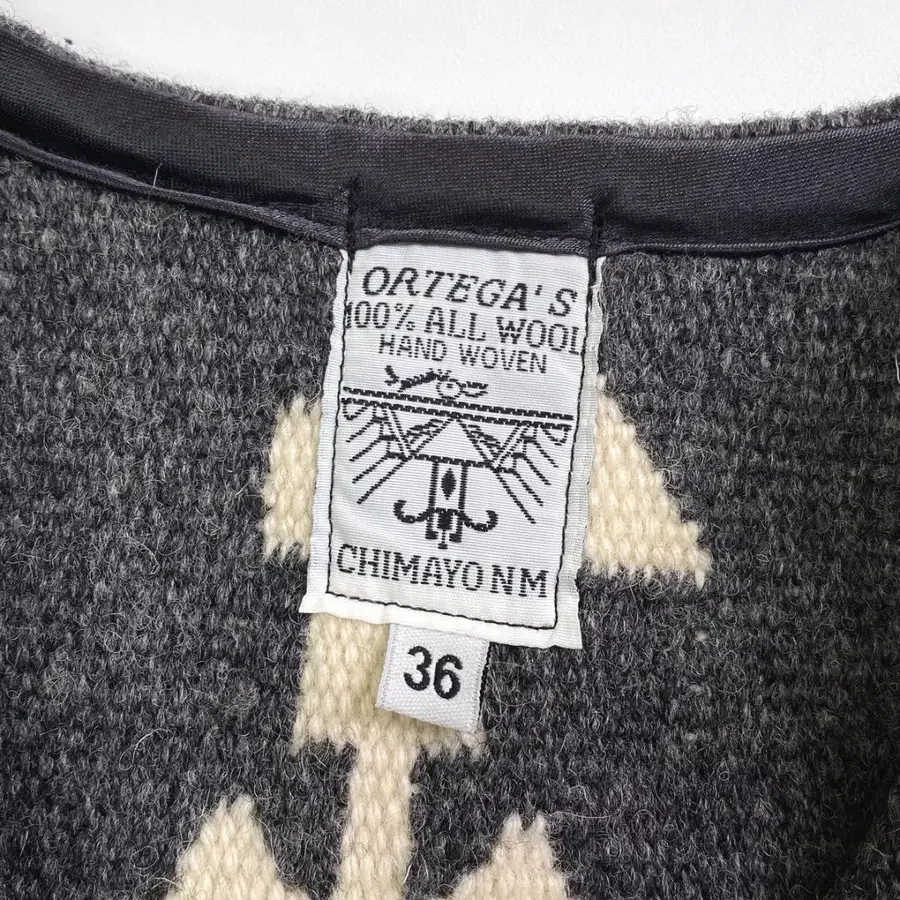 ORTEGA'S
100% ALL WOOL
HAND WOVEN
CHIMAYO NM
36